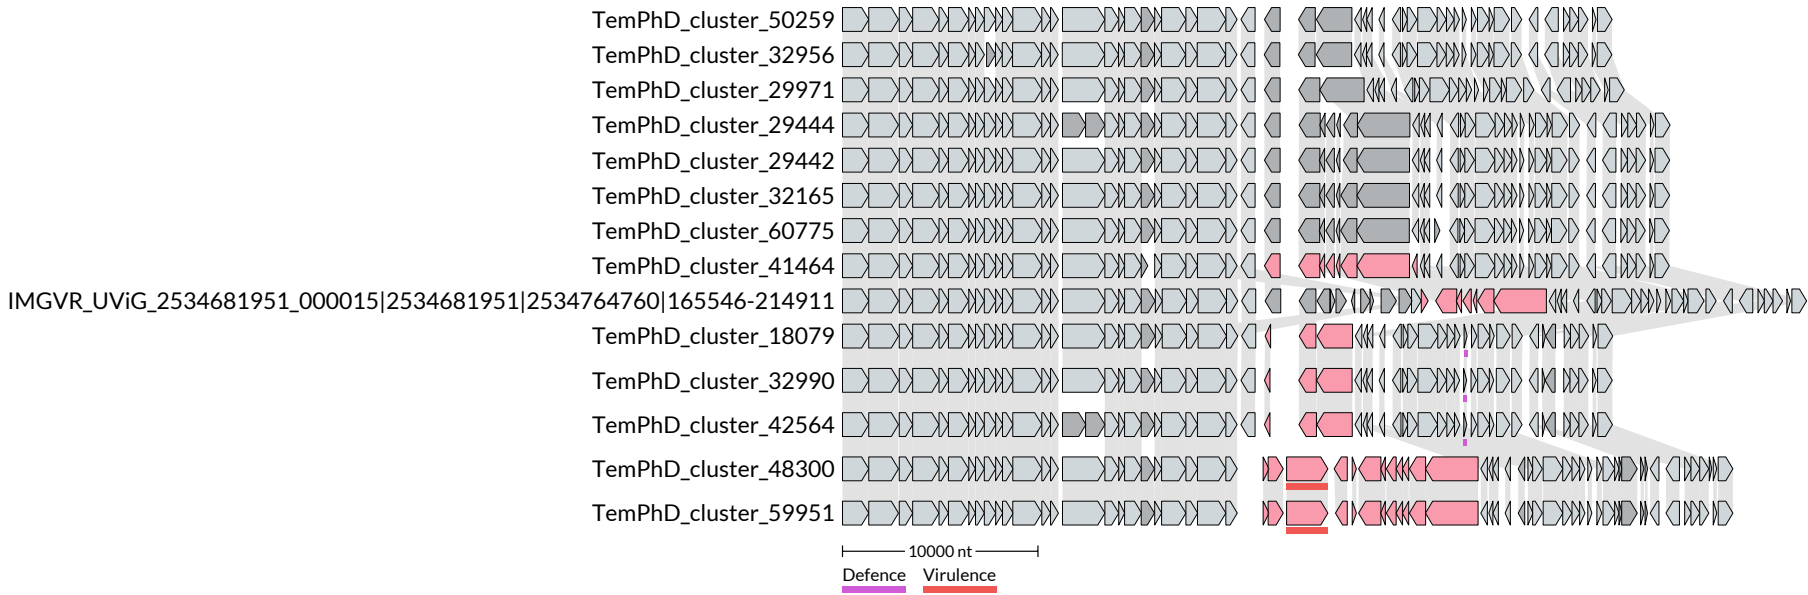 TemPhD_cluster_50259
TemPhD_cluster_32956
TemPhD_cluster_29971
TemPhD_cluster_29444
TemPhD_cluster_29442
TemPhD_cluster_32165
TemPhD_cluster_60775
TemPhD_cluster_41464
IMGVR_UViG_2534681951_000015|2534681951|2534764760|165546-214911
TemPhD_cluster_18079
TemPhD_cluster_32990
TemPhD_cluster_42564
TemPhD_cluster_48300
TemPhD_cluster_59951
10000 nt
Defence Virulence